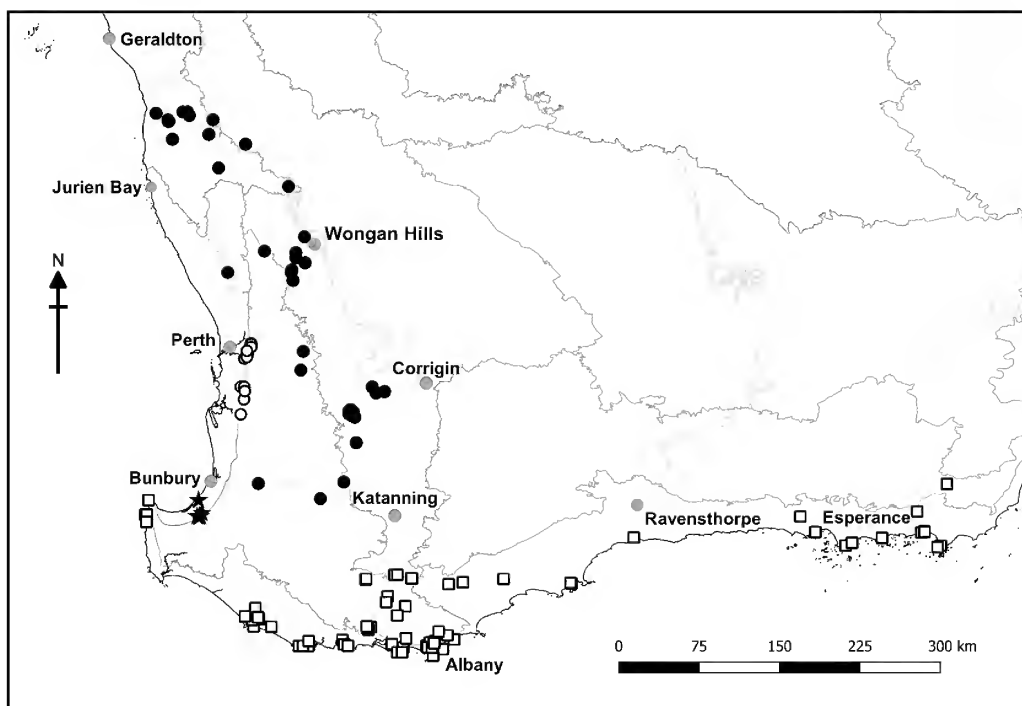 Geraldton
Jurien Bay
Wongan Hills
N
Perth
Corrigin
Bunbury
Katanning
Ravensthorpe
Esperance
Albany
0 75 150 225 300 km